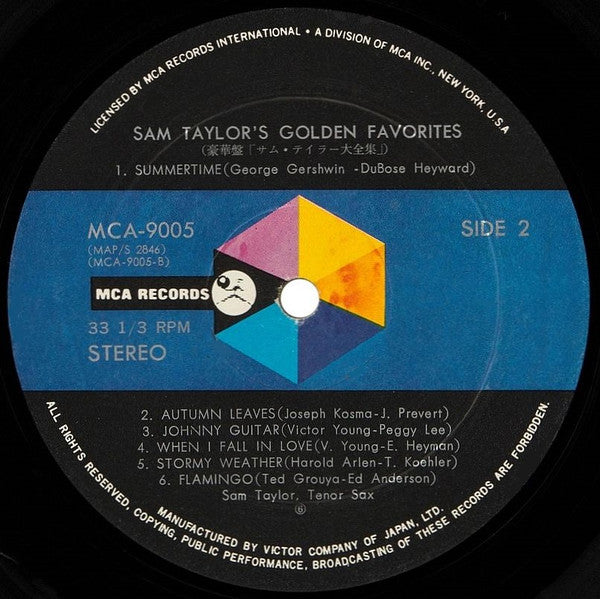 LICENSED BY MCA RECORDS INTERNATIONAL • A DIVISION OF MCA INC., NEW YORK, U.S.A
SAM TAYLOR'S GOLDEN FAVORITES
(豪華盤「サム・テイラー大全集」)
1. SUMMERTIME(George Gershwin -DuBose Heyward)
MCA-9005
SIDE 2
(MAP/S 2846)
(MCA-9005-B)
MCA RECORDS
33 1/3 RPM
STEREO
2. AUTUMN LEAVES(Joseph Kosma-J. Prevert)
3. JOHNNY GUITAR(Victor Young-Peggy Lee)
4. WHEN I FALL IN LOVE(V. Young-E. Heyman)
5. STORMY WEATHER(Harold Arlen-T. Koehler)
6. FLAMINGO(Ted Grouya-Ed Anderson)
Sam Taylor, Tenor Sax
⑥
MANUFACTURED BY VICTOR COMPANY OF JAPAN, LTD.
ALL RIGHTS RESERVED, COPYING, PUBLIC PERFORMANCE, BROADCASTING OF THESE RECORDS ARE FORBIDDEN.